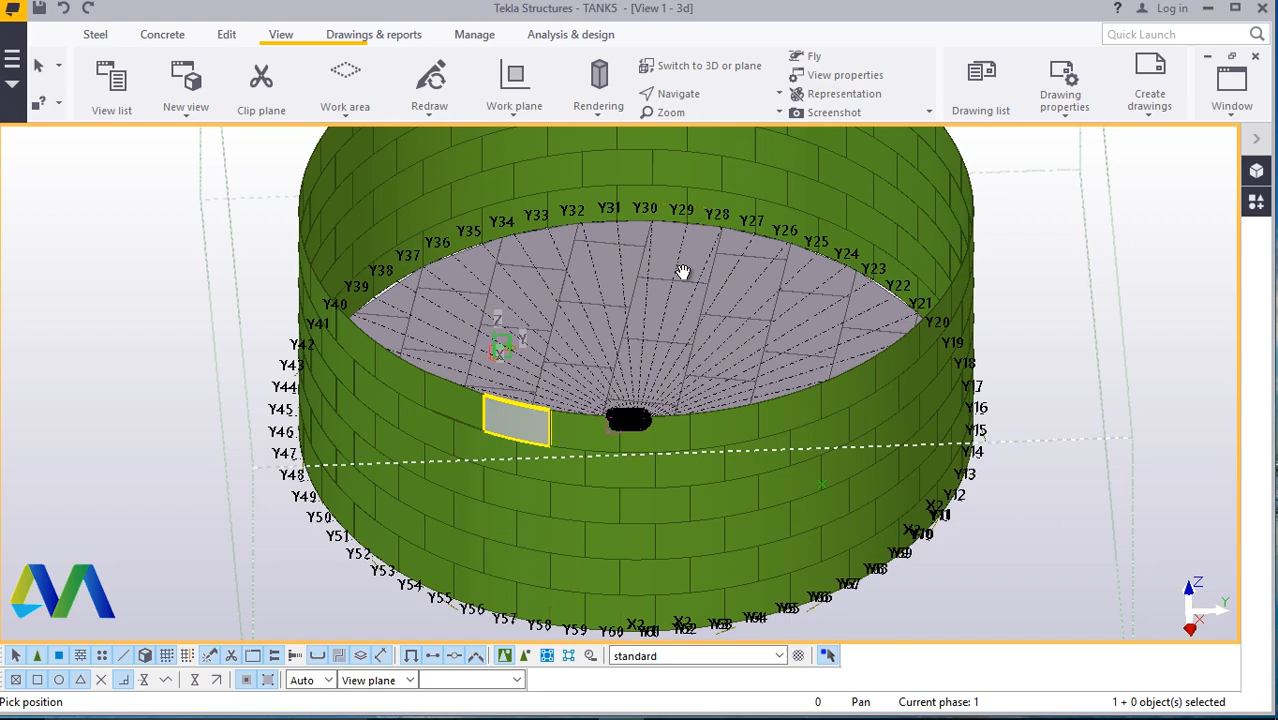 Tekla Structures - TANK5 - [View 1 - 3d]
? Log in
Steel Concrete Edit View Drawings & reports Manage Analysis & design
Quick Launch
View list New view Clip plane Work area Redraw Work plane Rendering
Switch to 3D or plane
Navigate
Zoom
Fly
View properties
Representation
Screenshot
Drawing list Drawing properties Create drawings Window
Y40 Y39 Y38 Y37 Y36 Y35 Y34 Y33 Y32 Y31 Y30 Y29 Y28 Y27 Y26 Y25 Y24 Y23 Y22 Y21 Y20
Y41
Y42
Y43
Y44
Y45
Y46
Y47
Y48
Y49
Y50
Y51
Y52
Y53
Y54
Y55
Y56
Y57
Y58
Y59
Y60
Y19
Y18
Y17
Y16
Y15
Y14
Y13
Y12
X2
X2
X2
X2
Z
Y
X
Z
Y
X
standard
Auto View plane
Pick position 0 Pan Current phase: 1 1 + 0 object(s) selected